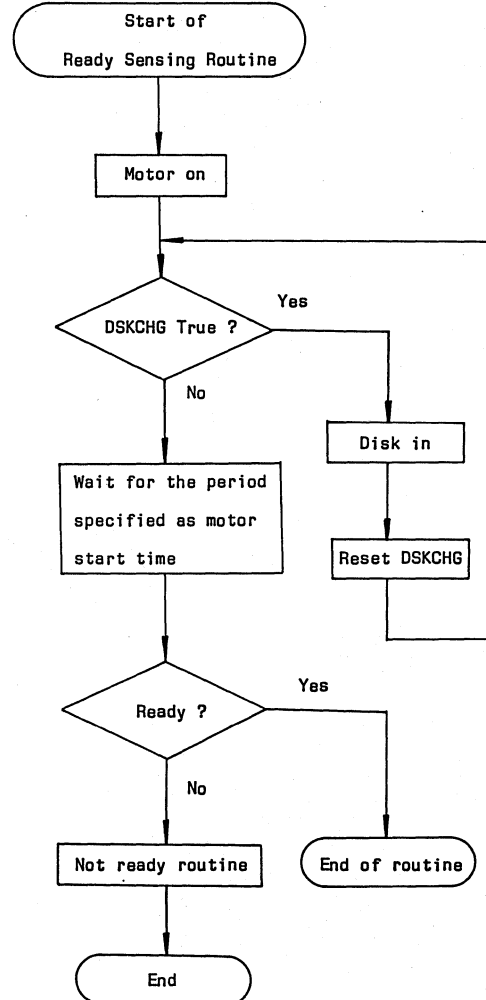 Start of
Ready Sensing Routine
Motor on
DSKCHG True ?
Yes
No
Disk in
Wait for the period
specified as motor
start time
Reset DSKCHG
Ready ?
Yes
No
Not ready routine
End of routine
End